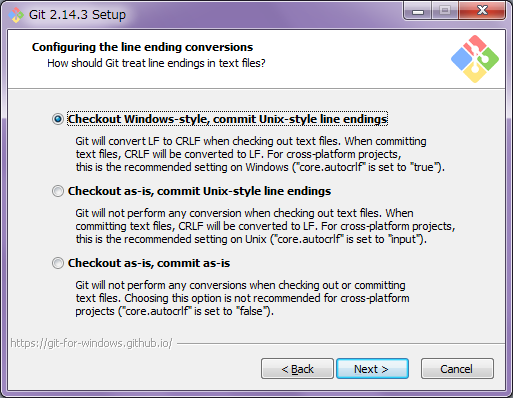 Git 2.14.3 Setup
Configuring the line ending conversions
How should Git treat line endings in text files?
Checkout Windows-style, commit Unix-style line endings
Git will convert LF to CRLF when checking out text files. When committing
text files, CRLF will be converted to LF. For cross-platform projects,
this is the recommended setting on Windows ("core.autocrlf" is set to "true").
Checkout as-is, commit Unix-style line endings
Git will not perform any conversion when checking out text files. When
committing text files, CRLF will be converted to LF. For cross-platform projects,
this is the recommended setting on Unix ("core.autocrlf" is set to "input").
Checkout as-is, commit as-is
Git will not perform any conversions when checking out or committing
text files. Choosing this option is not recommended for cross-platform
projects ("core.autocrlf" is set to "false").
https://git-for-windows.github.io/
< Back
Next >
Cancel